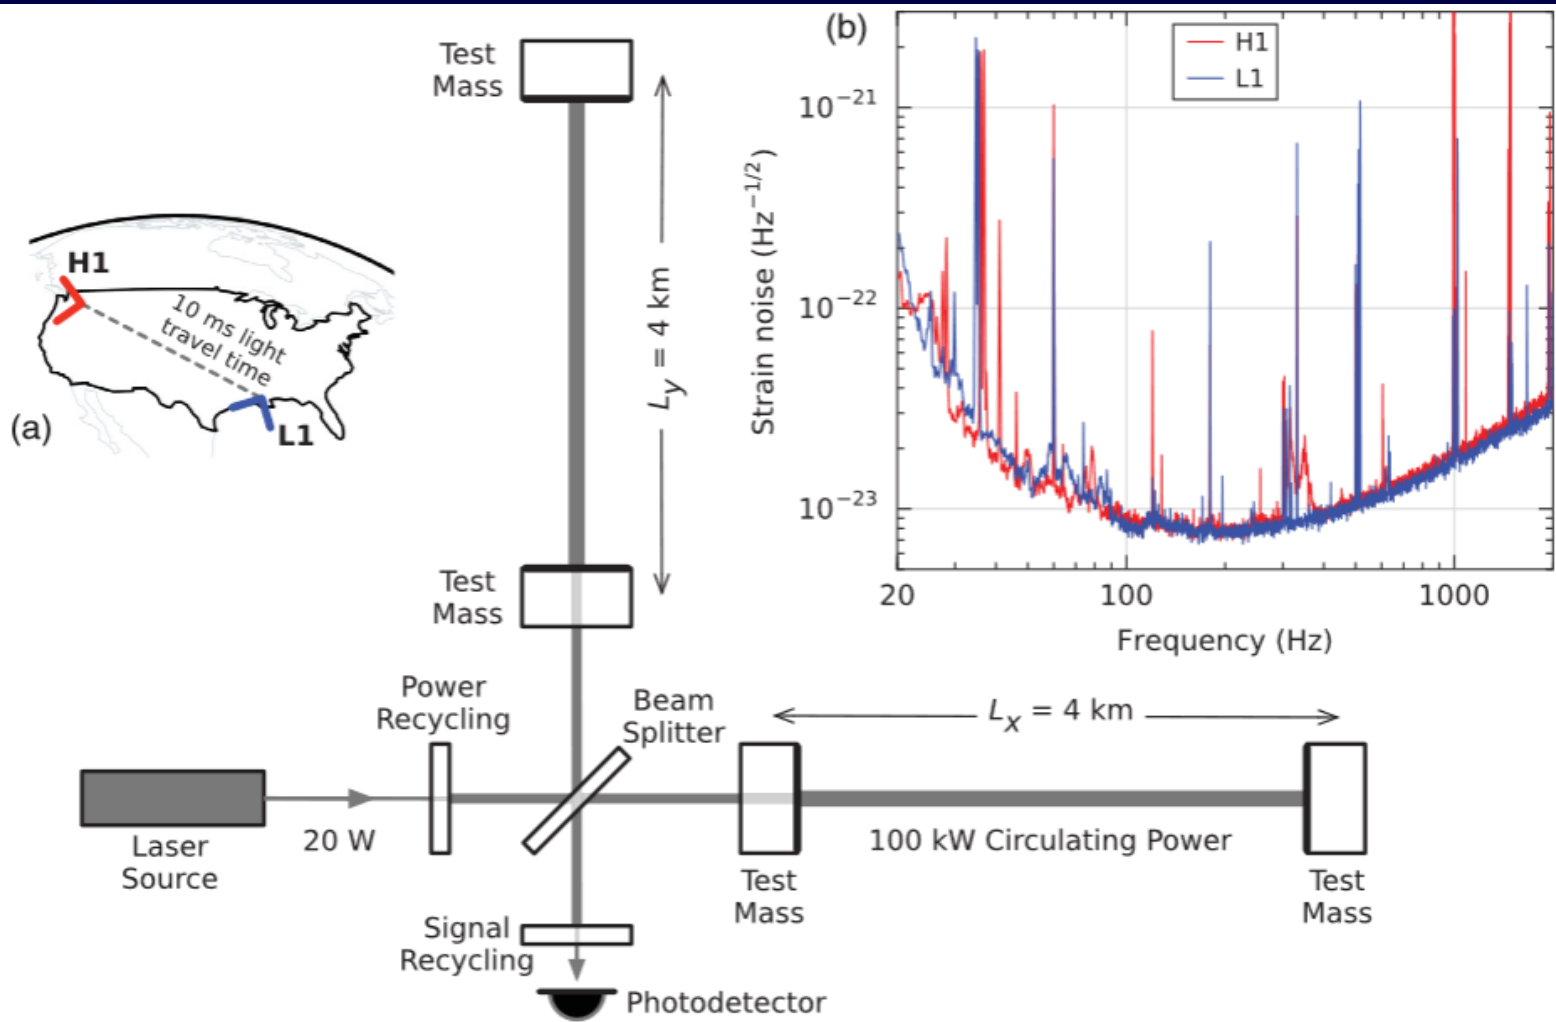 (a)
H1
10 ms light
travel time
L1
Test
Mass
L_y = 4 km
Test
Mass
(b)
H1
L1
10^{-21}
10^{-22}
10^{-23}
Strain noise (Hz^{-1/2})
20
100
1000
Frequency (Hz)
Power
Recycling
Beam
Splitter
L_x = 4 km
Laser
Source
20 W
100 kW Circulating Power
Test
Mass
Test
Mass
Signal
Recycling
Photodetector